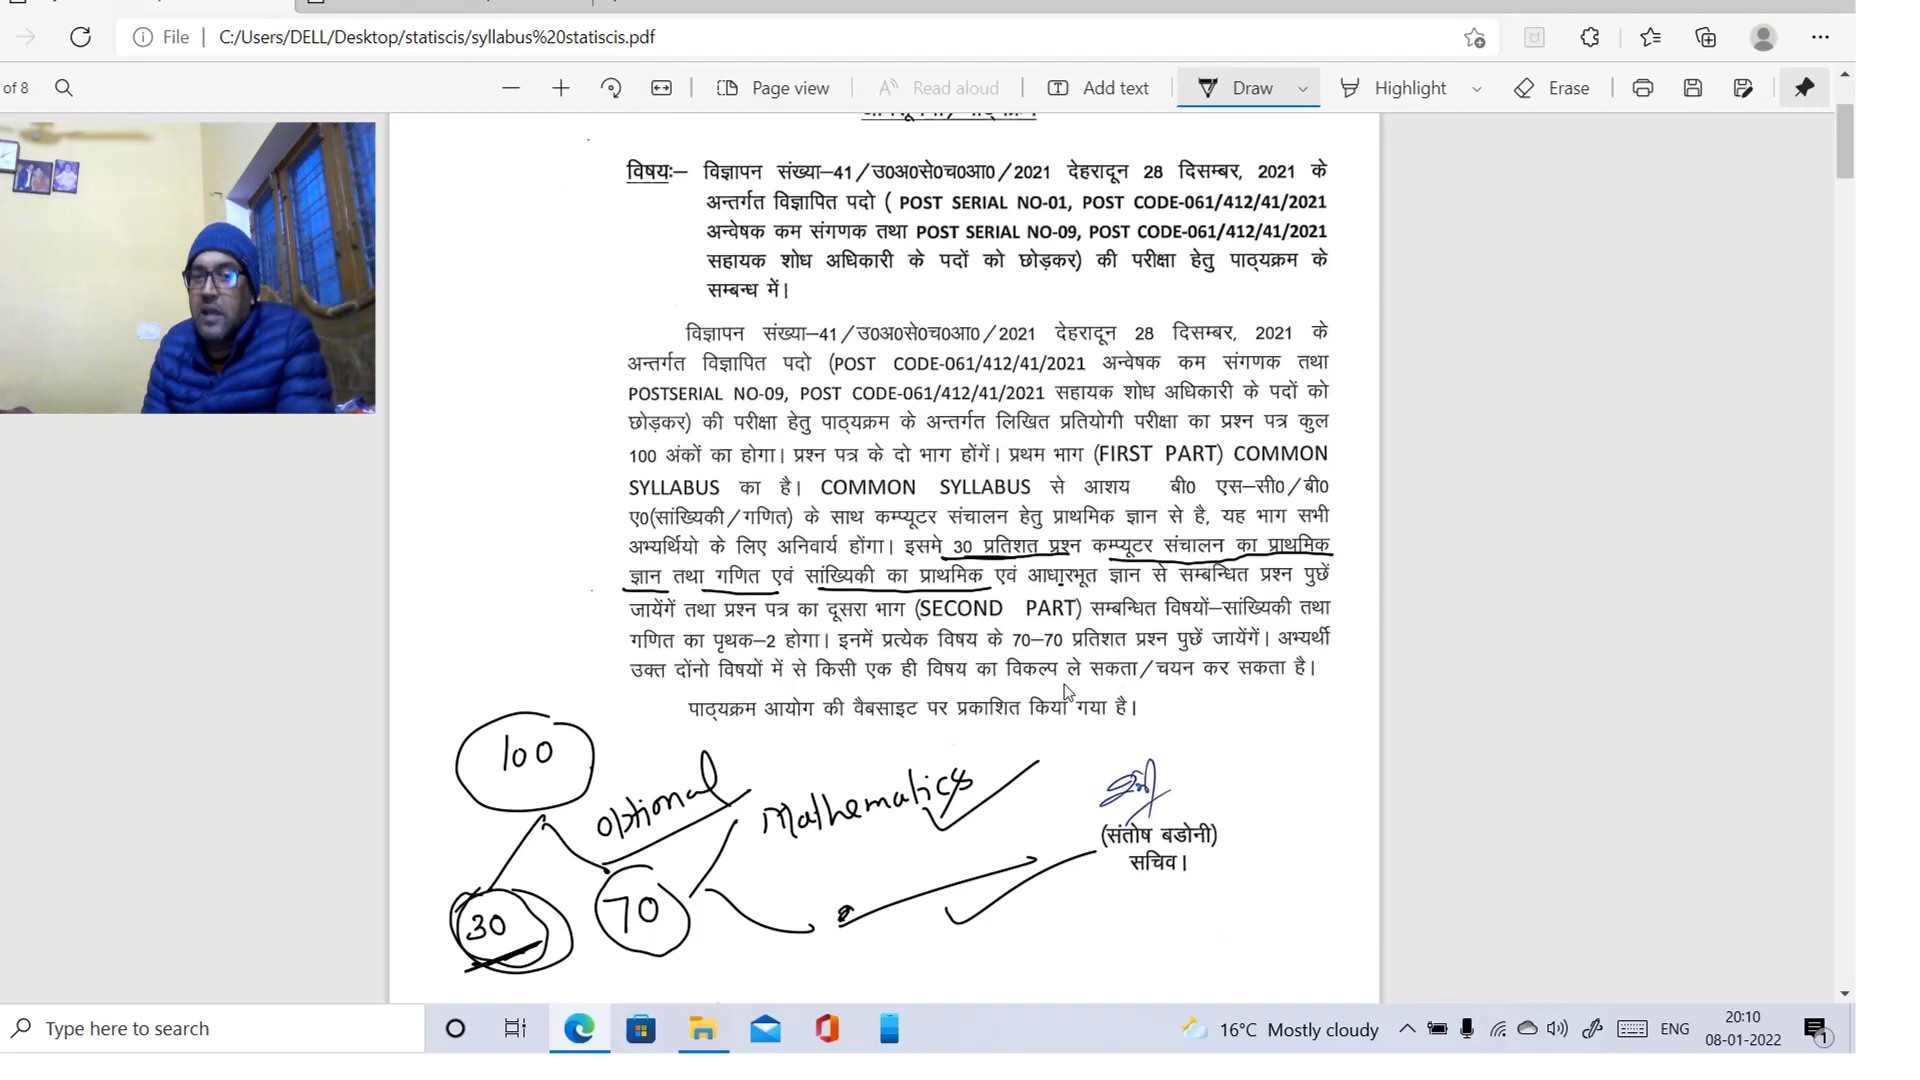 File C:/Users/DELL/Desktop/statiscis/syllabus%20statiscis.pdf
of 8 Page view Read aloud Add text Draw Highlight Erase
विषयः— विज्ञापन संख्या—41/उ0अ0से0च0आ0/2021 देहरादून 28 दिसम्बर, 2021 के
अन्तर्गत विज्ञापित पदो ( POST SERIAL NO-01, POST CODE-061/412/41/2021
अन्वेषक कम संगणक तथा POST SERIAL NO-09, POST CODE-061/412/41/2021
सहायक शोध अधिकारी के पदों को छोड़कर) की परीक्षा हेतु पाठ्यक्रम के
सम्बन्ध में।
विज्ञापन संख्या—41/उ0अ0से0च0आ0/2021 देहरादून 28 दिसम्बर, 2021 के
अन्तर्गत विज्ञापित पदो (POST CODE-061/412/41/2021 अन्वेषक कम संगणक तथा
POSTSERIAL NO-09, POST CODE-061/412/41/2021 सहायक शोध अधिकारी के पदों को
छोड़कर) की परीक्षा हेतु पाठ्यक्रम के अन्तर्गत लिखित प्रतियोगी परीक्षा का प्रश्न पत्र कुल
100 अंकों का होगा। प्रश्न पत्र के दो भाग होंगें। प्रथम भाग (FIRST PART) COMMON
SYLLABUS का है। COMMON SYLLABUS से आशय बी0 एस—सी0/बी0
ए0(सांख्यिकी/गणित) के साथ कम्प्यूटर संचालन हेतु प्राथमिक ज्ञान से है, यह भाग सभी
अभ्यर्थियो के लिए अनिवार्य होंगा। इसमे 30 प्रतिशत प्रश्न कम्प्यूटर संचालन का प्राथमिक
ज्ञान तथा गणित एवं सांख्यिकी का प्राथमिक एवं आधारभूत ज्ञान से सम्बन्धित प्रश्न पुछें
जायेंगें तथा प्रश्न पत्र का दूसरा भाग (SECOND PART) सम्बन्धित विषयों—सांख्यिकी तथा
गणित का पृथक—2 होगा। इनमें प्रत्येक विषय के 70—70 प्रतिशत प्रश्न पुछें जायेंगें। अभ्यर्थी
उक्त दोंनो विषयों में से किसी एक ही विषय का विकल्प ले सकता/चयन कर सकता है।
पाठ्यक्रम आयोग की वैबसाइट पर प्रकाशित किया गया है।
100
optional
Mathematics
(संतोष बडोनी)
सचिव।
30
70
Type here to search 16°C Mostly cloudy ENG 20:10
08-01-2022
1